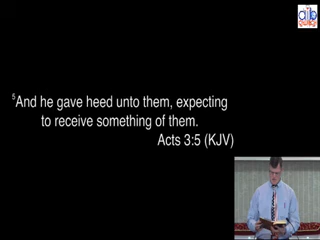 5And he gave heed unto them, expecting
to receive something of them.
Acts 3:5 (KJV)